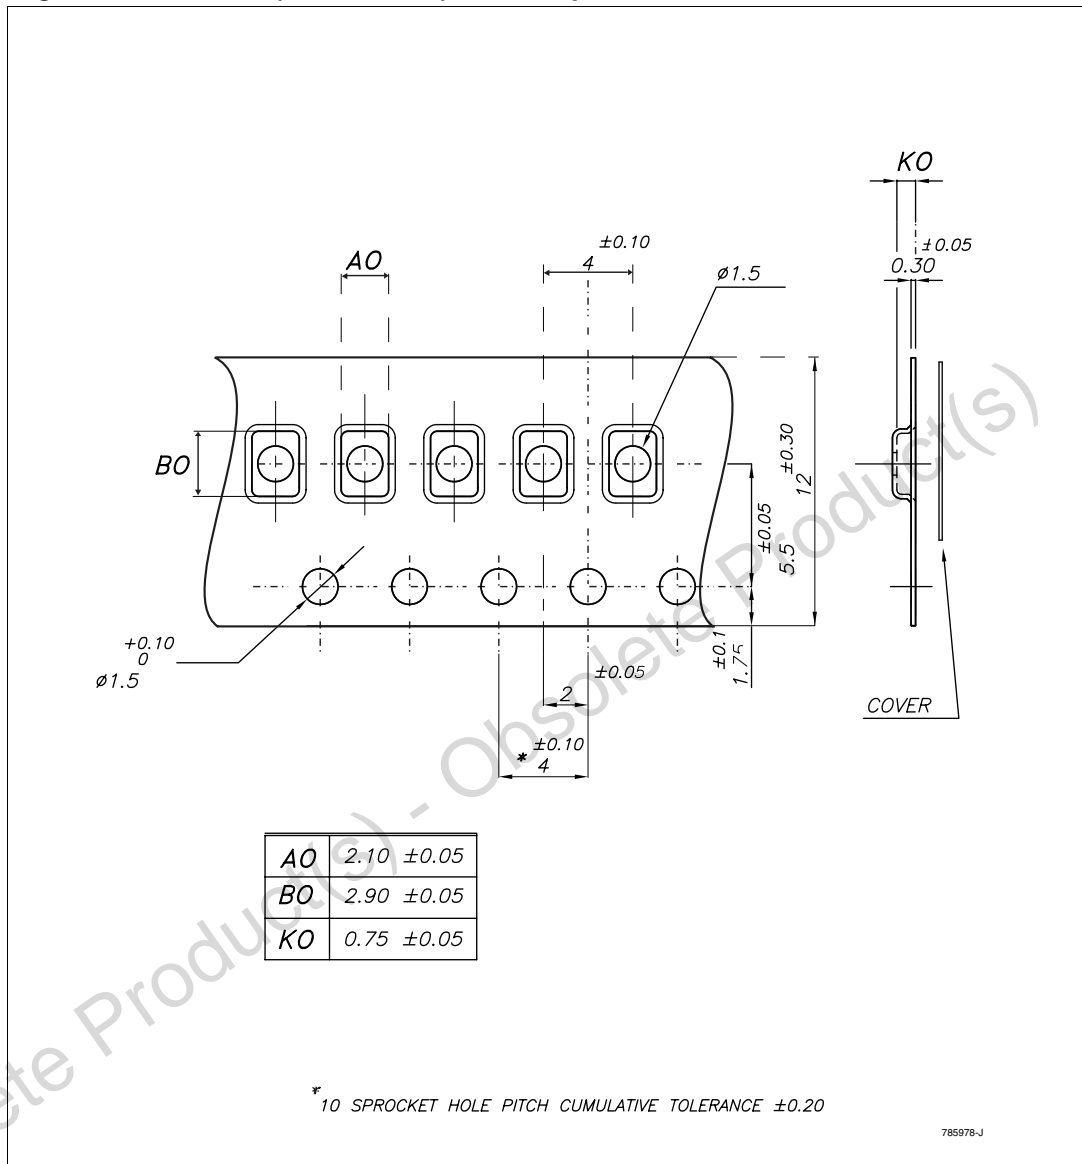 KO
±0.05
0.30
±0.10
4
AO
ø1.5
BO
±0.30
12
±0.05
5.5
±0.1
1.75
+0.10
0
ø1.5
±0.05
2
±0.10
* 4
COVER
AO 2.10 ±0.05
BO 2.90 ±0.05
KO 0.75 ±0.05
* 10 SPROCKET HOLE PITCH CUMULATIVE TOLERANCE ±0.20
785978-J
ete Product(s) - Obsolete Product(s)